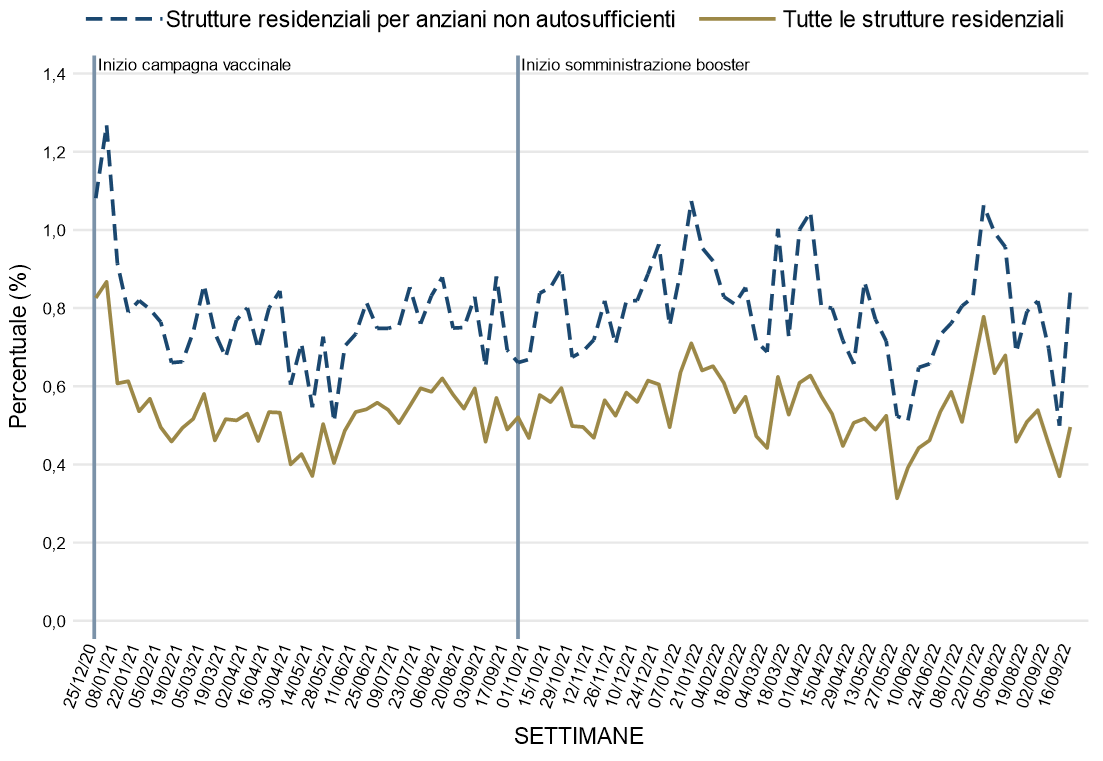 Strutture residenziali per anziani non autosufficienti Tutte le strutture residenziali
Inizio campagna vaccinale Inizio somministrazione booster
1,4
1,2
1,0
0,8
0,6
0,4
0,2
0,0
Percentuale (%)
25/12/20 08/01/21 22/01/21 05/02/21 19/02/21 05/03/21 19/03/21 02/04/21 16/04/21 30/04/21 14/05/21 28/05/21 11/06/21 25/06/21 09/07/21 23/07/21 06/08/21 20/08/21 03/09/21 17/09/21 01/10/21 15/10/21 29/10/21 12/11/21 26/11/21 10/12/21 24/12/21 07/01/22 21/01/22 04/02/22 18/02/22 04/03/22 18/03/22 01/04/22 15/04/22 29/04/22 13/05/22 27/05/22 10/06/22 24/06/22 08/07/22 22/07/22 05/08/22 19/08/22 02/09/22 16/09/22
SETTIMANE